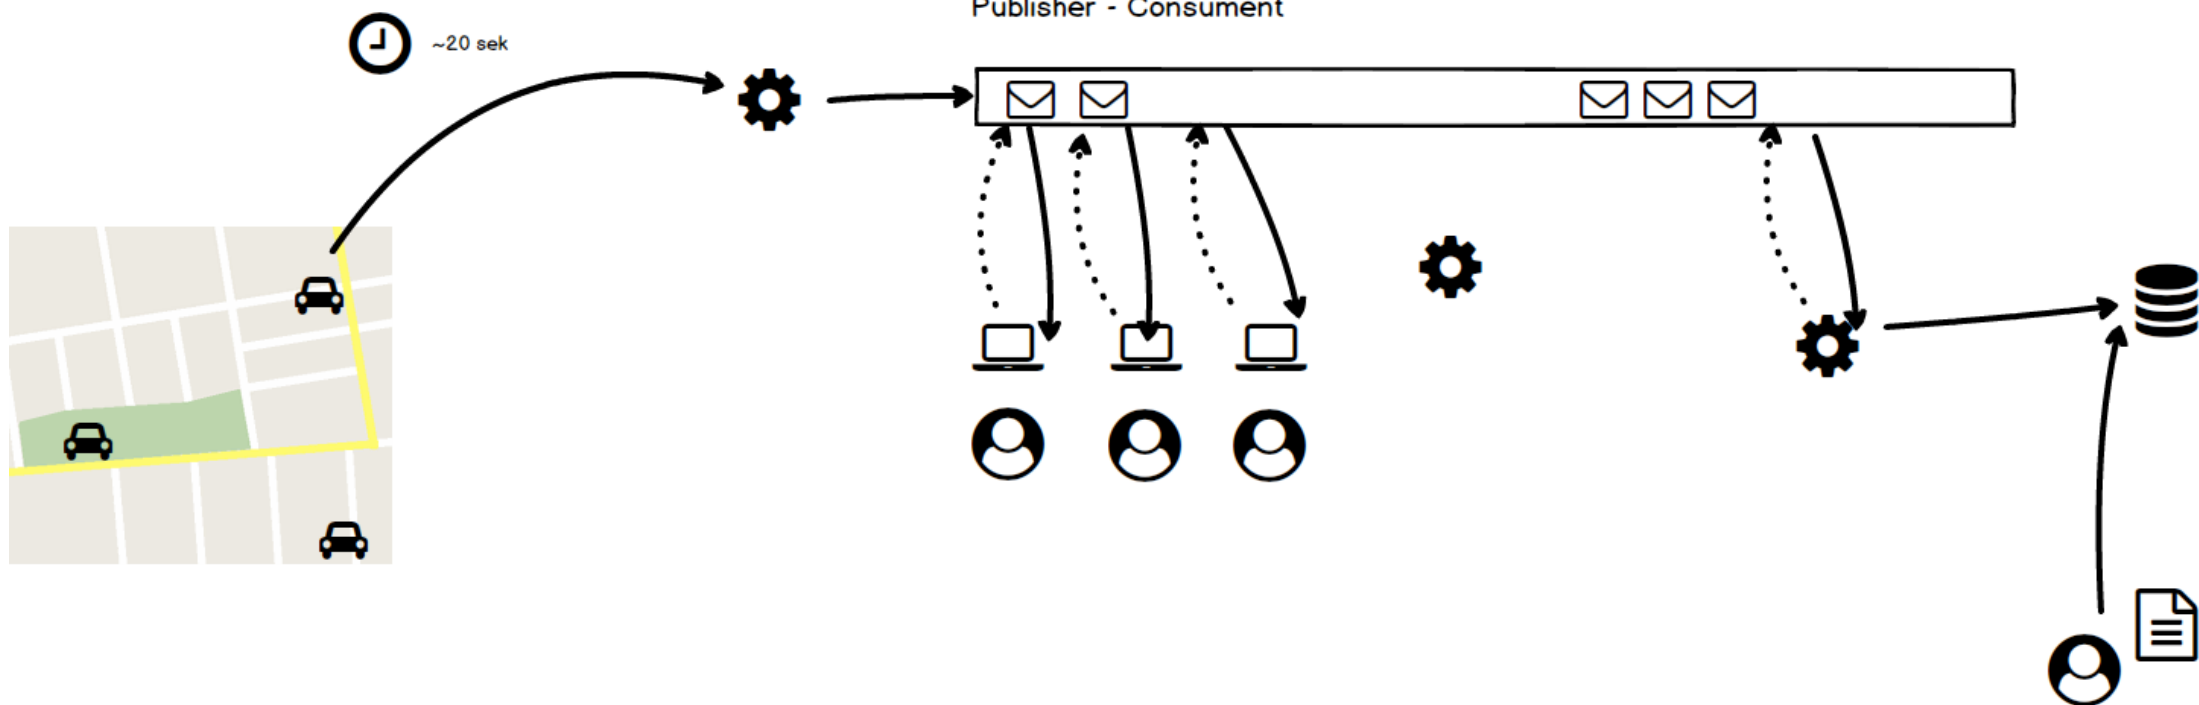 Publisher - Consument
~20 sek